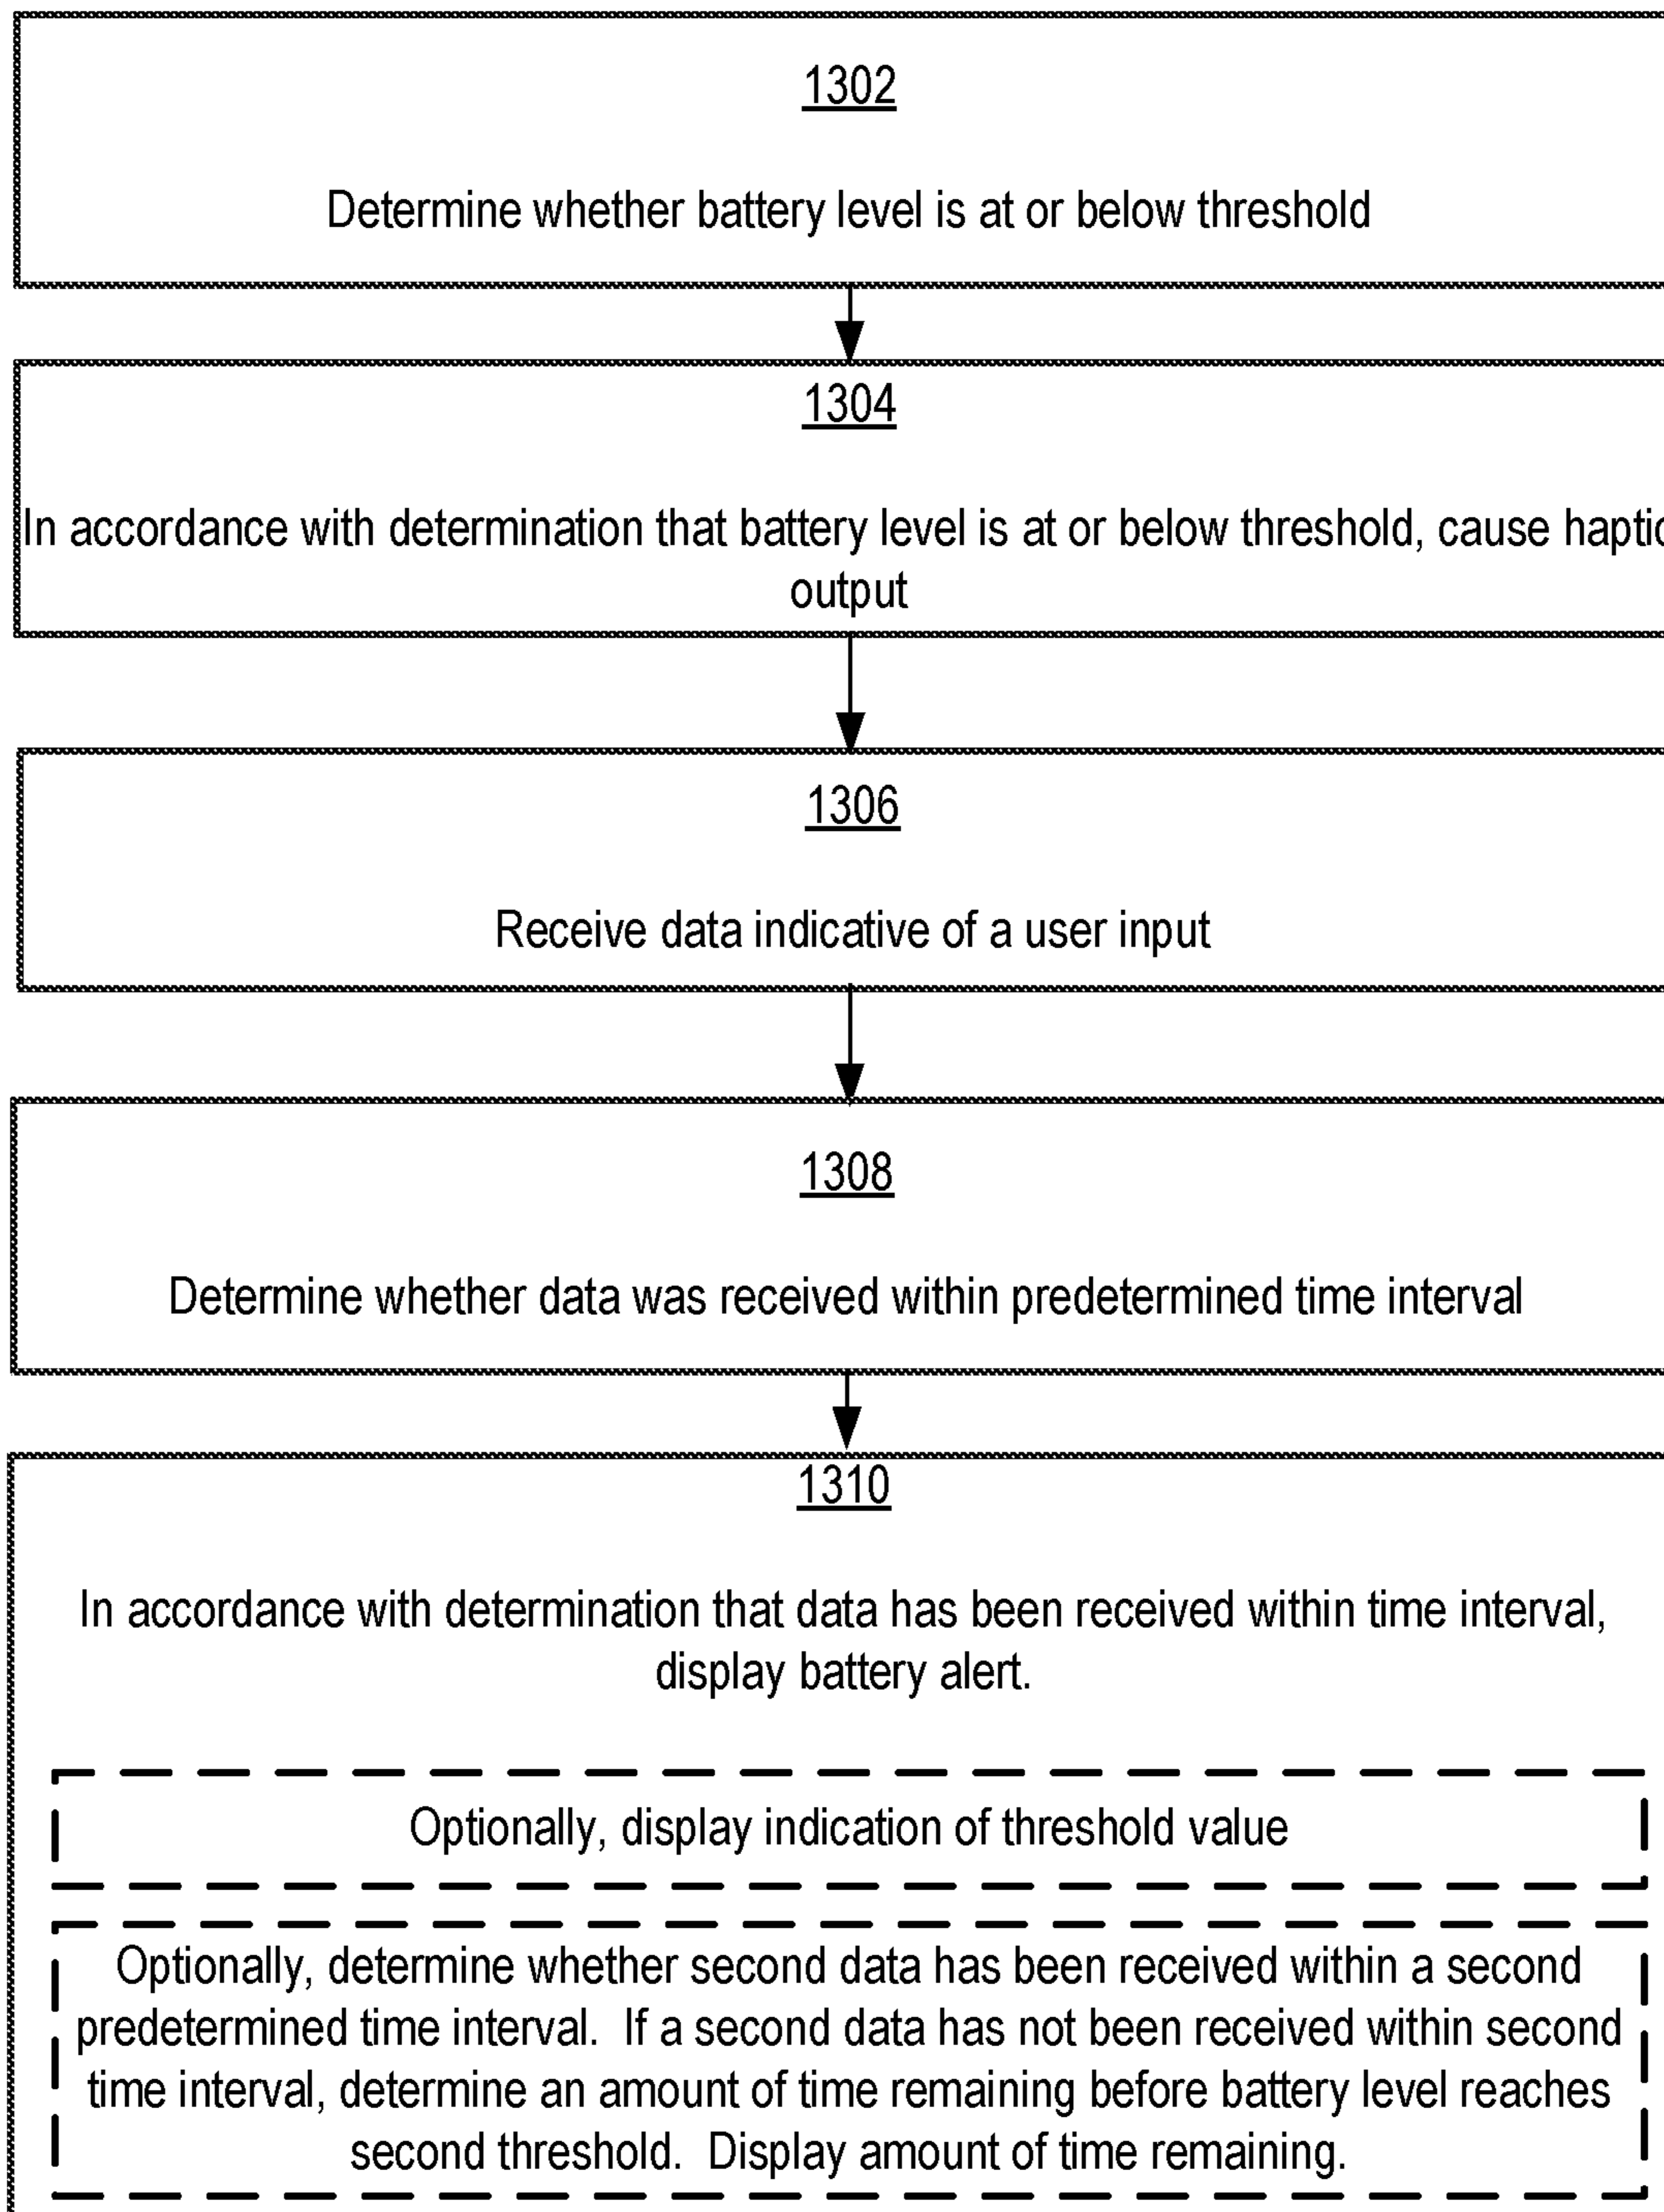 1302
Determine whether battery level is at or below threshold
1304
In accordance with determination that battery level is at or below threshold, cause haptic
output
1306
Receive data indicative of a user input
1308
Determine whether data was received within predetermined time interval
1310
In accordance with determination that data has been received within time interval,
display battery alert.
Optionally, display indication of threshold value
Optionally, determine whether second data has been received within a second
predetermined time interval. If a second data has not been received within second
time interval, determine an amount of time remaining before battery level reaches
second threshold. Display amount of time remaining.